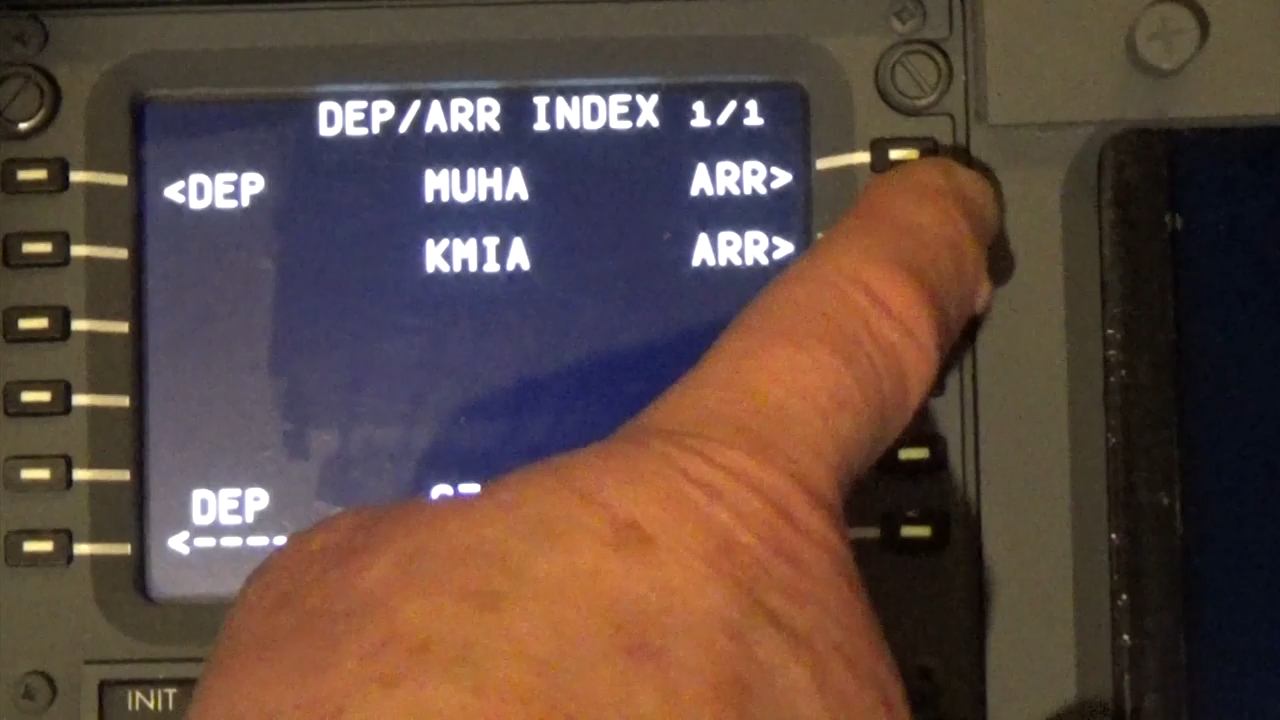 DEP/ARR INDEX 1/1
<DEP MUHA ARR>
KMIA ARR>
DEP
<----
INIT